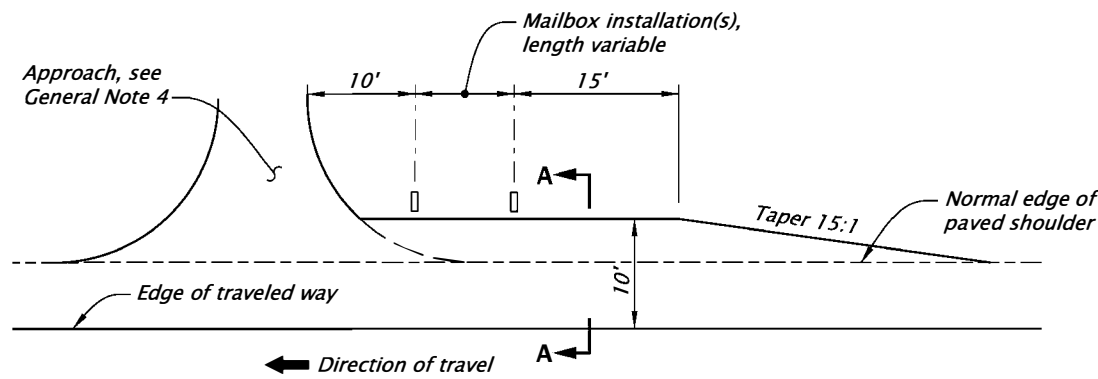 Mailbox installation(s),
length variable
Approach, see
General Note 4
10'
15'
A
Normal edge of
paved shoulder
Taper 15:1
10'
Edge of traveled way
A
Direction of travel